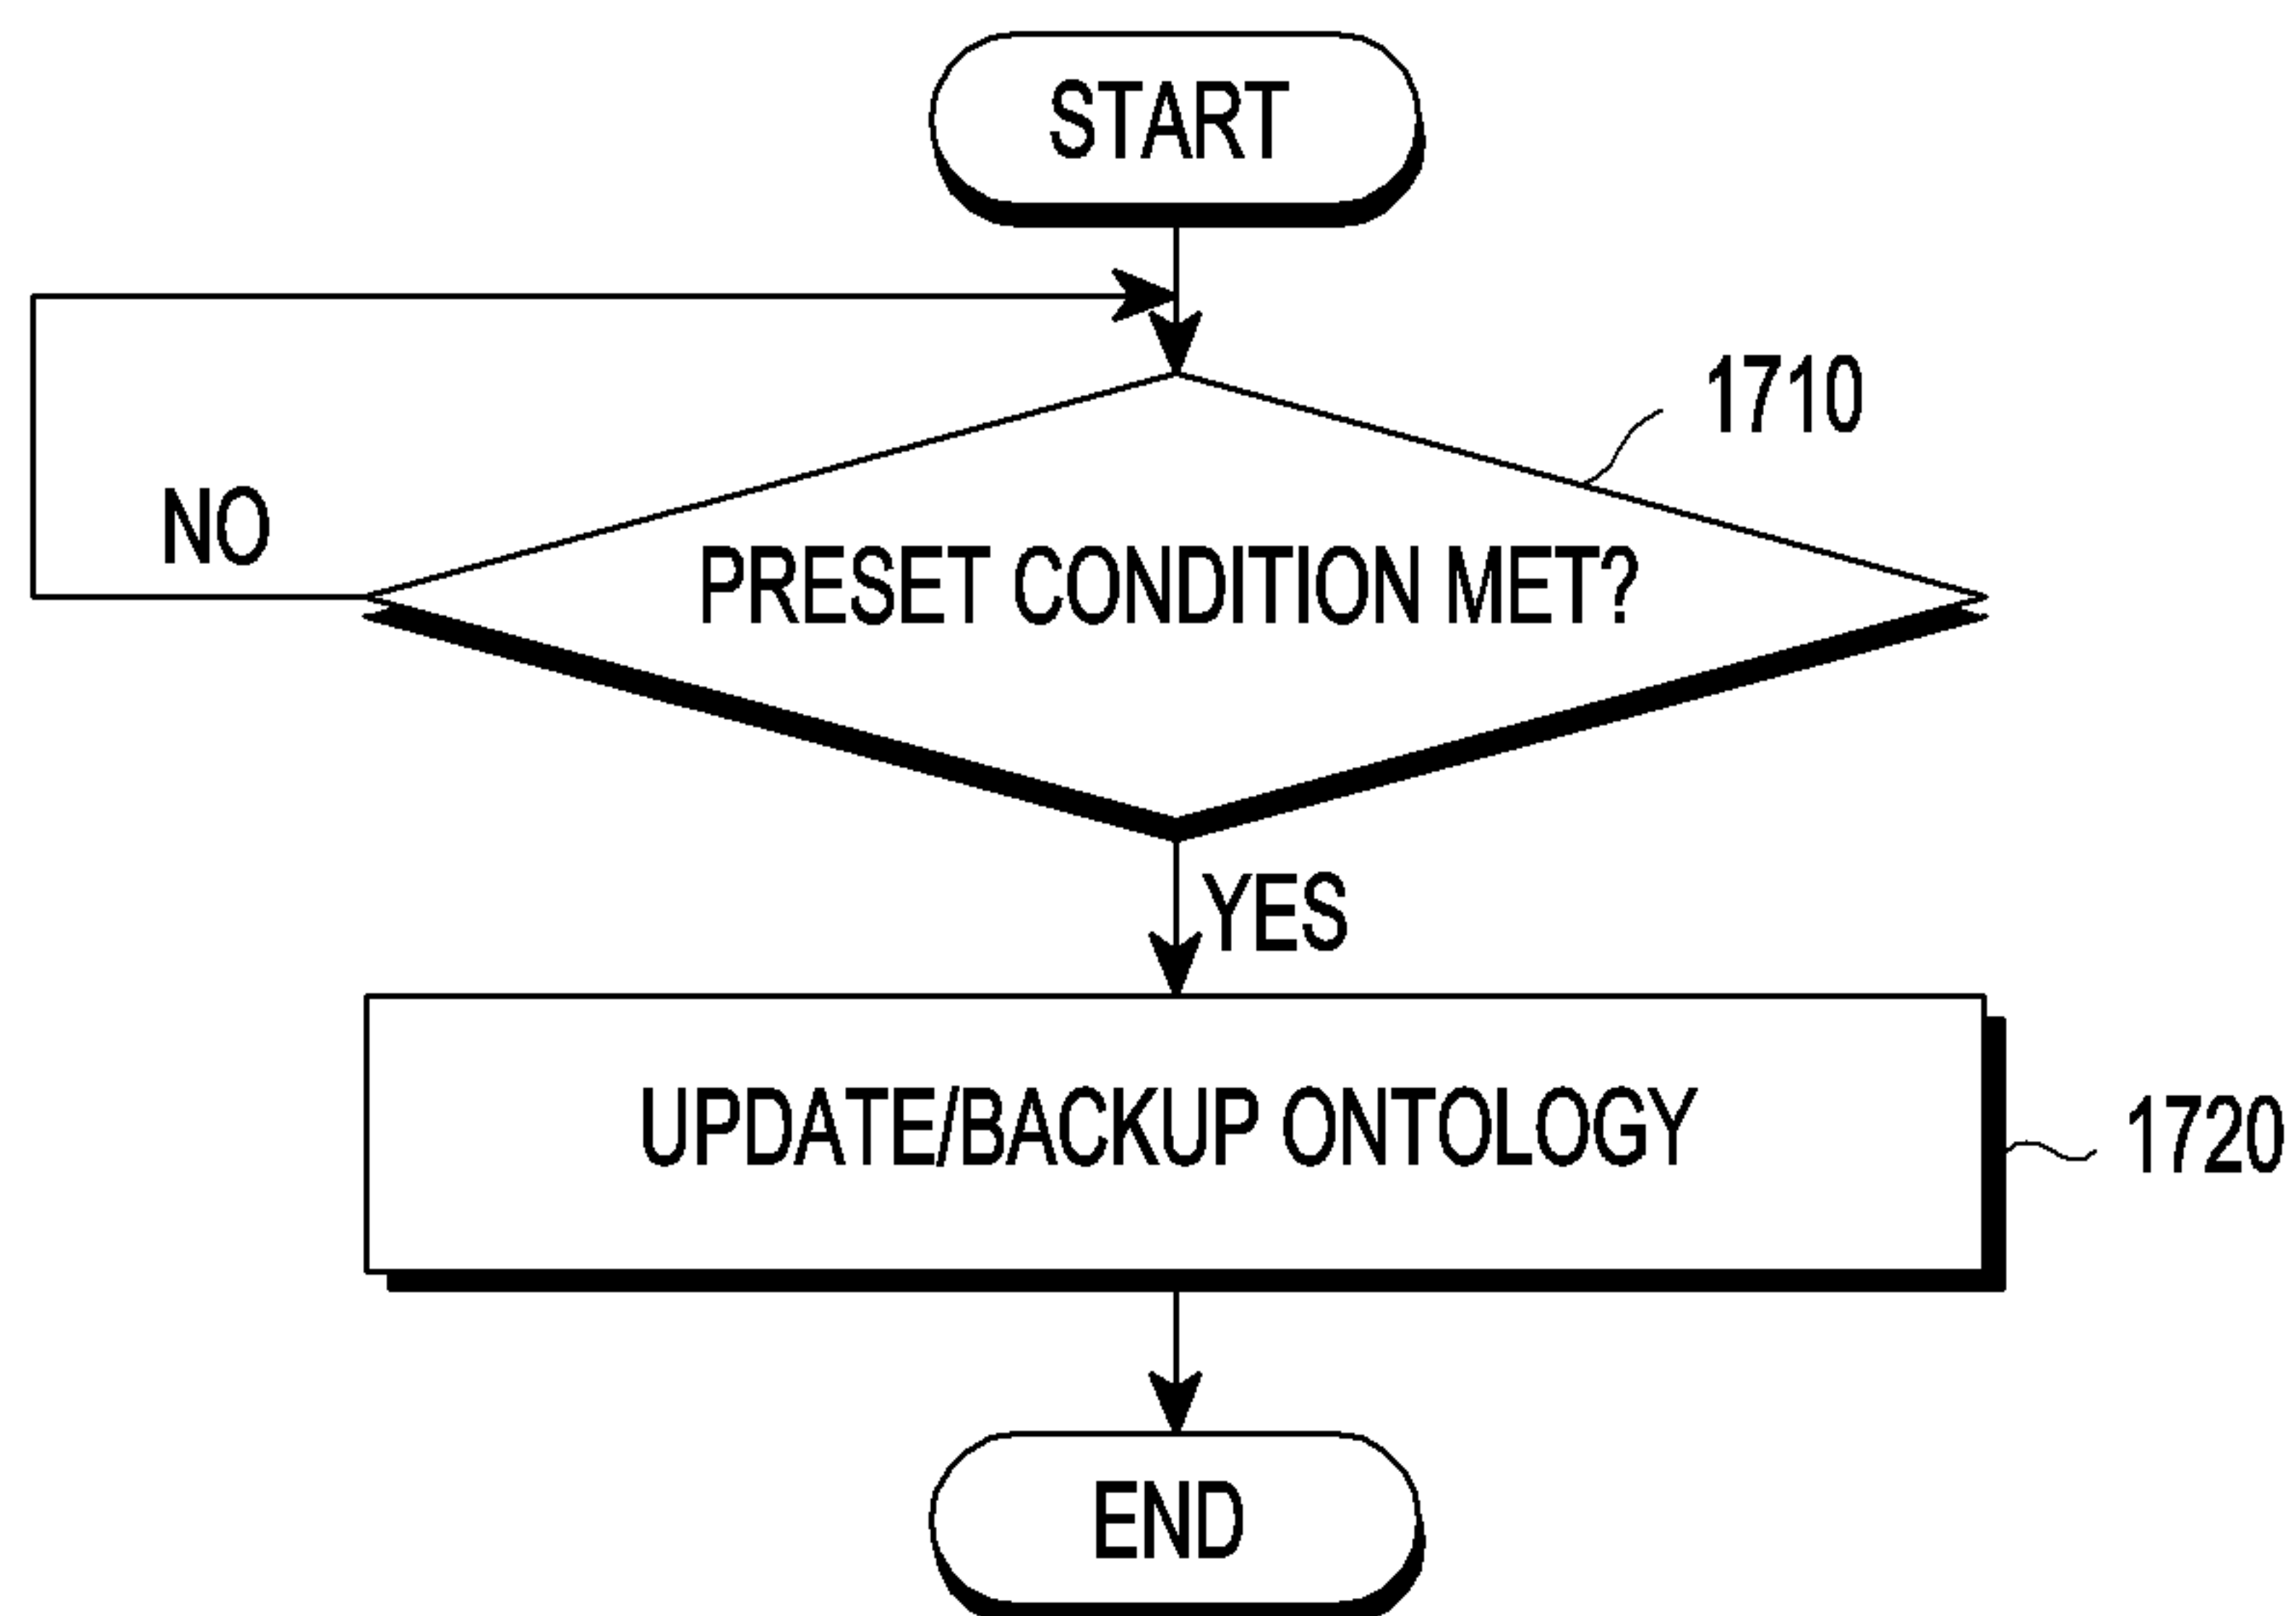 START
1710
NO
PRESET CONDITION MET?
YES
UPDATE/BACKUP ONTOLOGY
1720
END